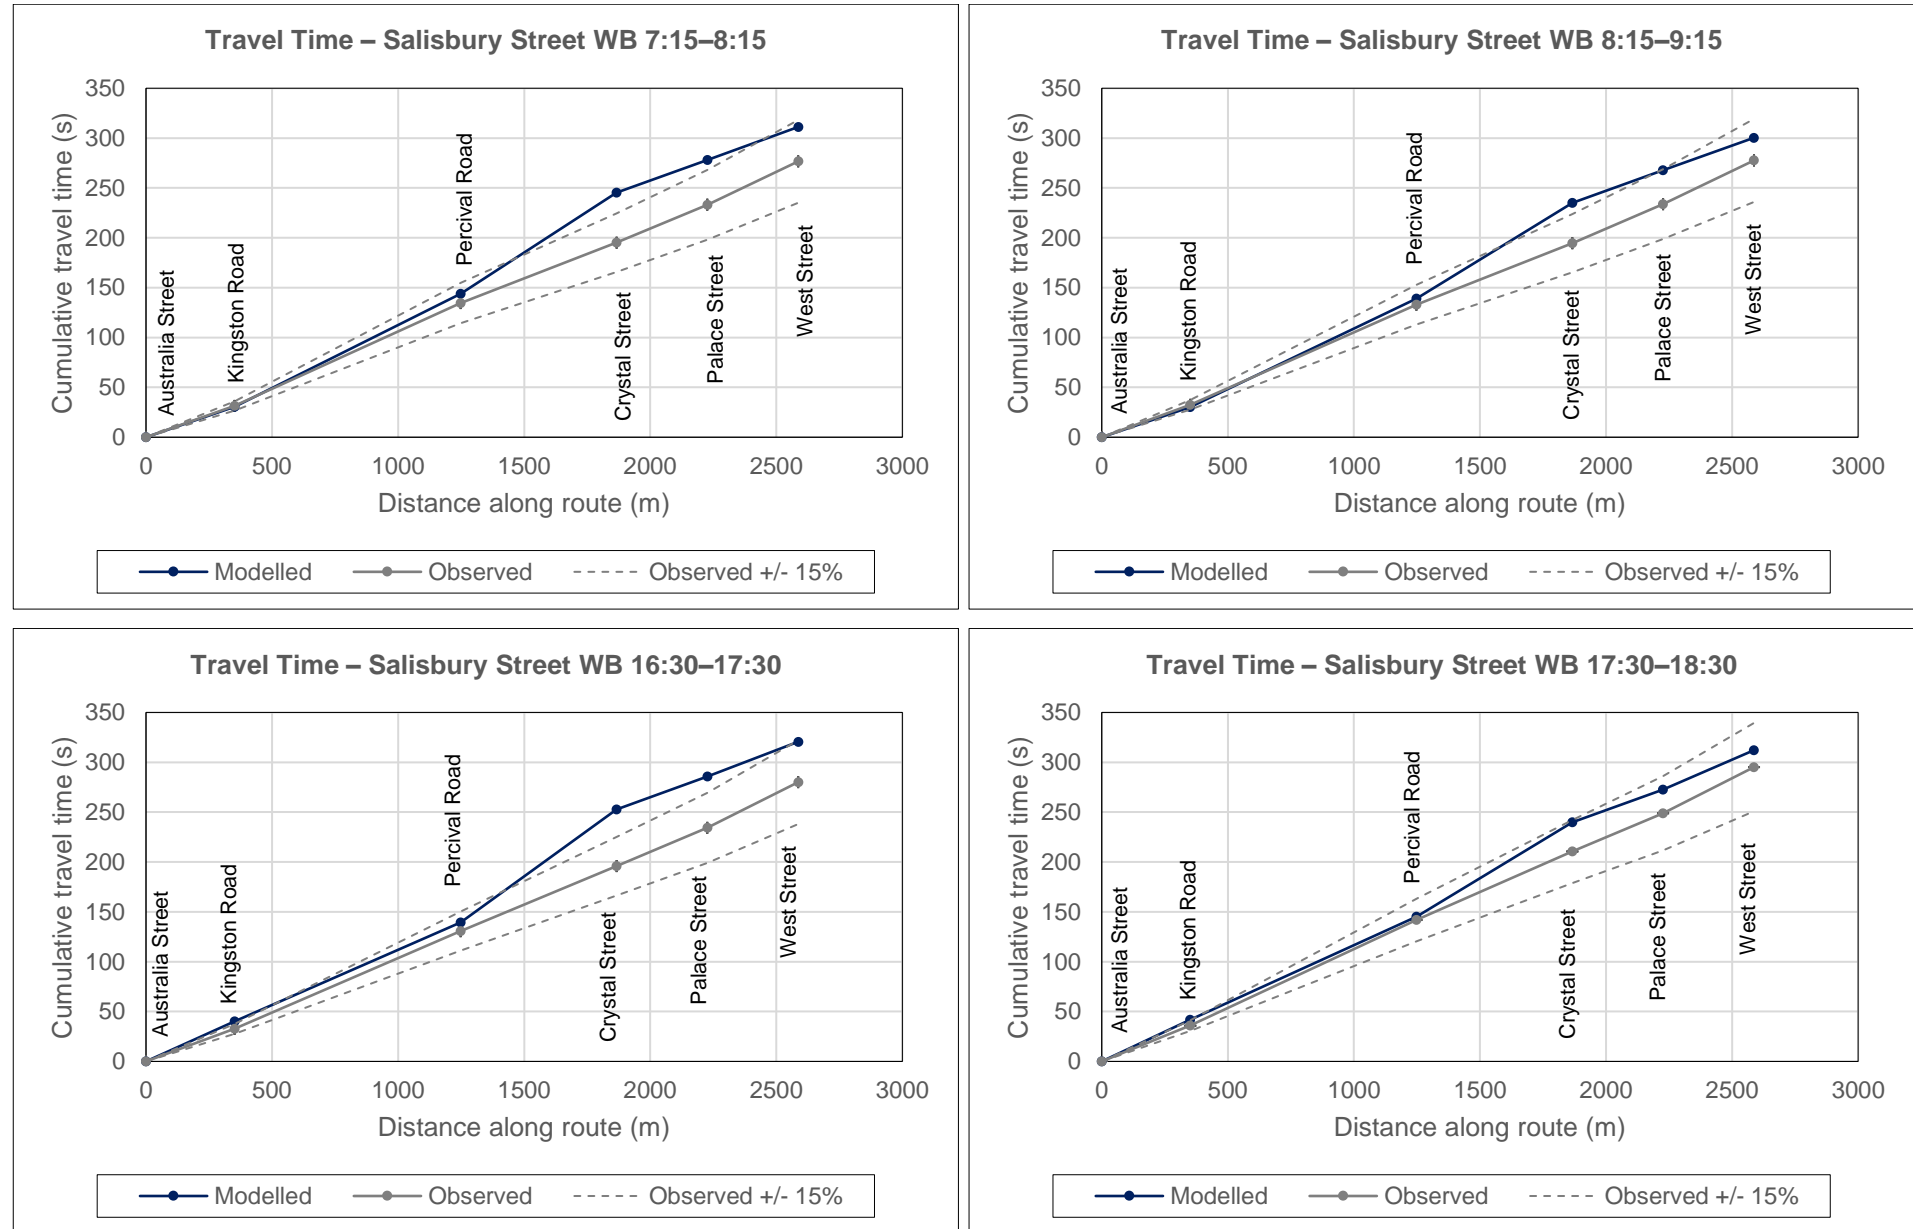 Travel Time – Salisbury Street WB 7:15–8:15
Cumulative travel time (s)
350
300
250
200
150
100
50
0
Australia Street
Kingston Road
Percival Road
Crystal Street
Palace Street
West Street
0 500 1000 1500 2000 2500 3000
Distance along route (m)
Modelled Observed Observed +/- 15%
Travel Time – Salisbury Street WB 8:15–9:15
Cumulative travel time (s)
350
300
250
200
150
100
50
0
Australia Street
Kingston Road
Percival Road
Crystal Street
Palace Street
West Street
0 500 1000 1500 2000 2500 3000
Distance along route (m)
Modelled Observed Observed +/- 15%
Travel Time – Salisbury Street WB 16:30–17:30
Cumulative travel time (s)
350
300
250
200
150
100
50
0
Australia Street
Kingston Road
Percival Road
Crystal Street
Palace Street
West Street
0 500 1000 1500 2000 2500 3000
Distance along route (m)
Modelled Observed Observed +/- 15%
Travel Time – Salisbury Street WB 17:30–18:30
Cumulative travel time (s)
350
300
250
200
150
100
50
0
Australia Street
Kingston Road
Percival Road
Crystal Street
Palace Street
West Street
0 500 1000 1500 2000 2500 3000
Distance along route (m)
Modelled Observed Observed +/- 15%